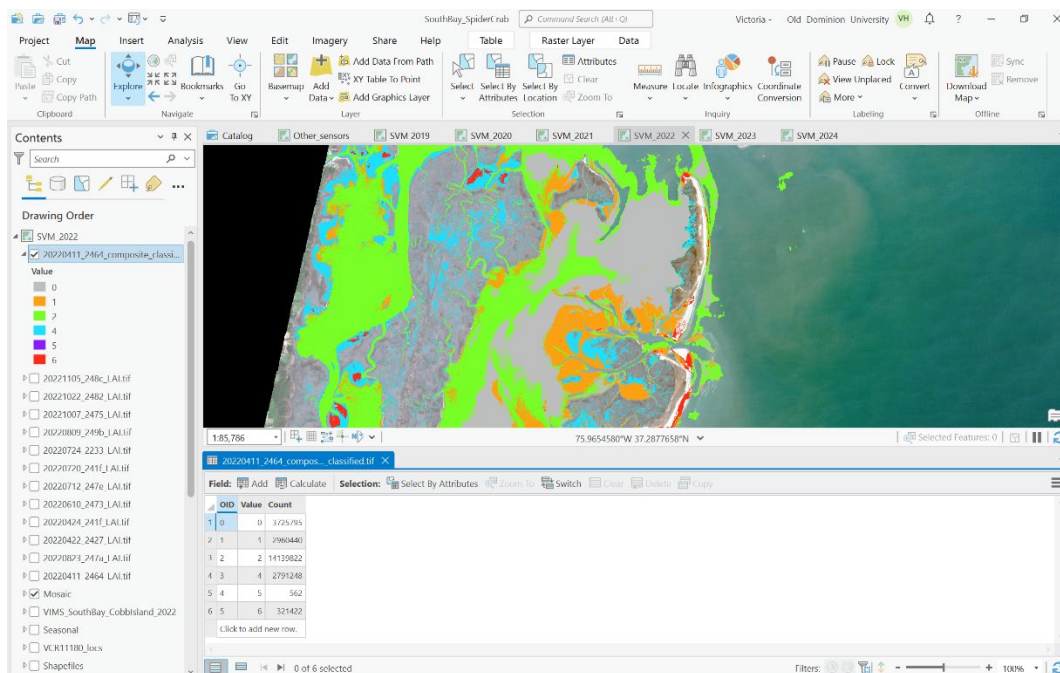 SouthBay_SpiderCrab
Command Search (Alt+Q)
Victoria - Old Dominion University
VH
?
Project
Map
Insert
Analysis
View
Edit
Imagery
Share
Help
Table
Raster Layer
Data
Paste
Cut
Copy
Copy Path
Clipboard
Explore
Bookmarks
Go To XY
Navigate
Basemap
Add Data
Add Data From Path
XY Table To Point
Add Graphics Layer
Layer
Select
Select By Attributes
Select By Location
Attributes
Clear
Zoom To
Selection
Measure
Locate
Infographics
Coordinate Conversion
Inquiry
Pause
Lock
View Unplaced
More
Convert
Labeling
Download Map
Sync
Remove
Offline
Contents
Search
Drawing Order
SVM_2022
20220411_2464_composite_classi...
Value
0
1
2
4
5
6
20221105_248c_LAI.tif
20221022_2482_LAI.tif
20221007_2475_LAI.tif
20220809_249b_LAI.tif
20220724_2233_LAI.tif
20220720_241f_LAI.tif
20220712_247e_LAI.tif
20220610_2473_LAI.tif
20220424_241f_LAI.tif
20220422_2427_LAI.tif
20220823_247a_LAI.tif
20220411_2464_LAI.tif
Mosaic
VIMS_SouthBay_CobbIsland_2022
Seasonal
VCR11180_locs
Shapefiles
Catalog
Other_sensors
SVM 2019
SVM_2020
SVM_2021
SVM_2022
SVM_2023
SVM_2024
1:85,786
75.9654580°W 37.2877658°N
Selected Features: 0
20220411_2464_compos..._classified.tif
Field: Add Calculate Selection: Select By Attributes Zoom To Switch Clear Delete Copy
OID Value Count
1 0 0 3725795
2 1 1 2960440
3 2 2 14139822
4 3 4 2791248
5 4 5 562
6 5 6 321422
Click to add new row.
0 of 6 selected
Filters:
100%